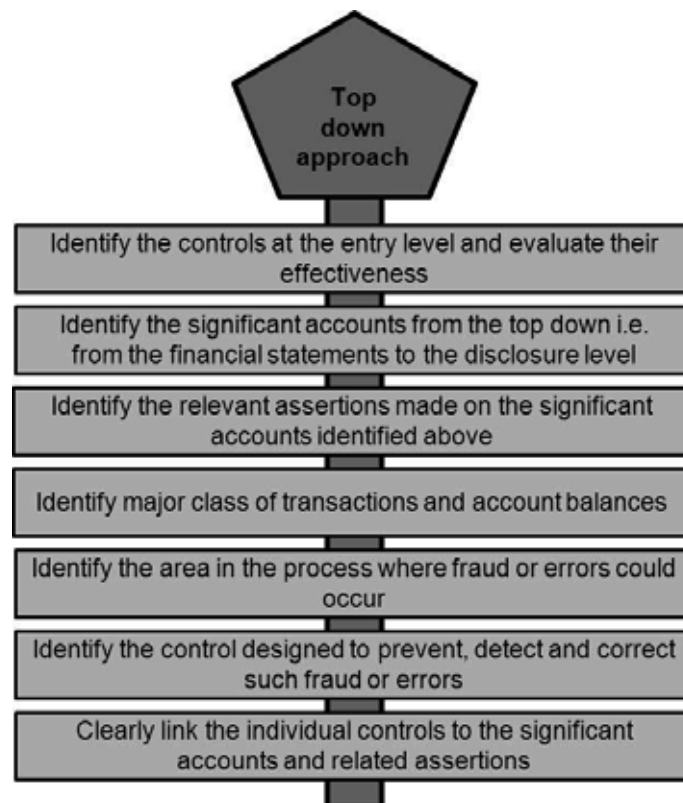 Top
down
approach
Identify the controls at the entry level and evaluate their
effectiveness
Identify the significant accounts from the top down i.e.
from the financial statements to the disclosure level
Identify the relevant assertions made on the significant
accounts identified above
Identify major class of transactions and account balances
Identify the area in the process where fraud or errors could
occur
Identify the control designed to prevent, detect and correct
such fraud or errors
Clearly link the individual controls to the significant
accounts and related assertions